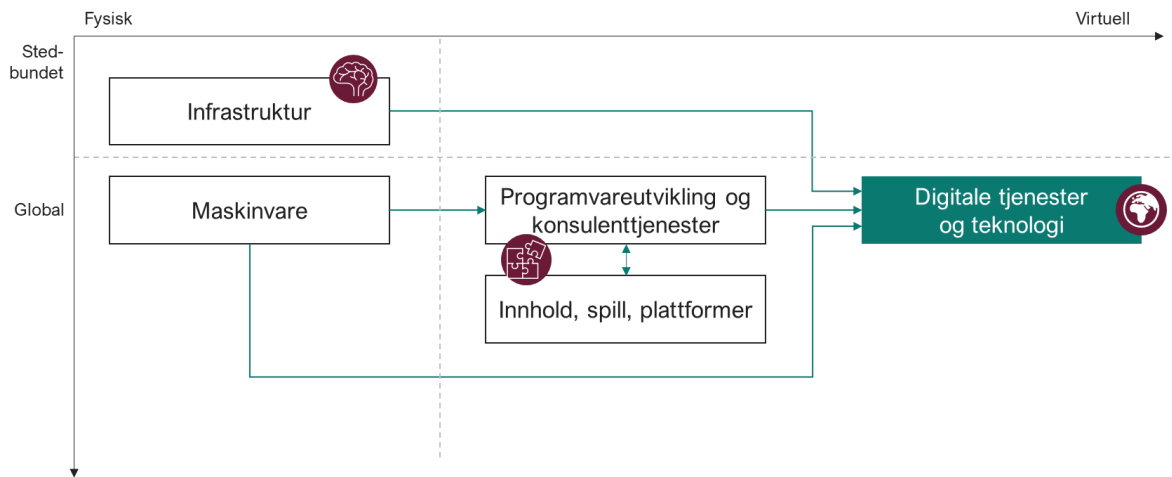 Fysisk
Virtuell
Sted-
bundet
Infrastruktur
Global
Maskinvare
Programvareutvikling og
konsulenttjenester
Digitale tjenester
og teknologi
Innhold, spill, plattformer